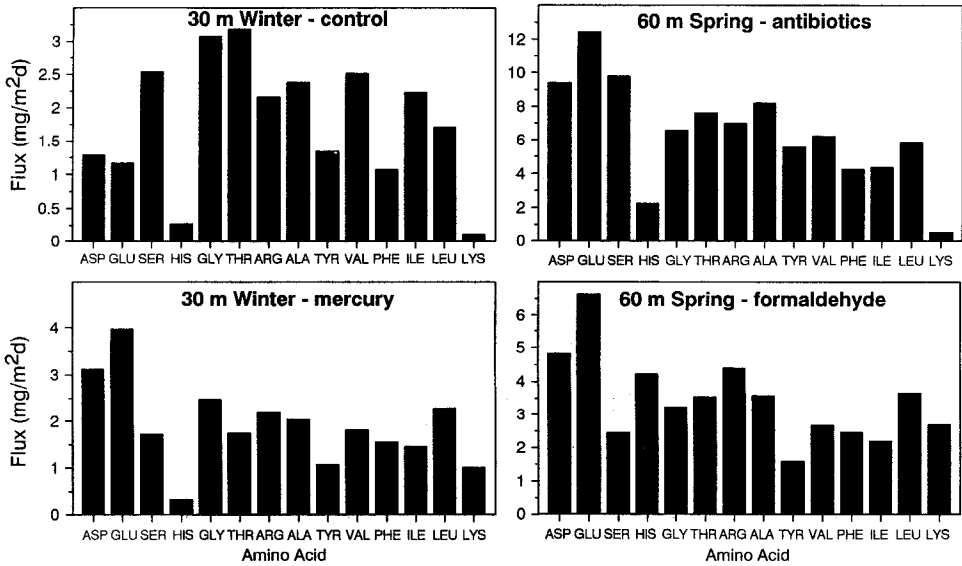 30 m Winter - control
Flux (mg/m²d)
3
2.5
2
1.5
1
0.5
0
ASP GLU SER HIS GLY THR ARG ALA TYR VAL PHE ILE LEU LYS
60 m Spring - antibiotics
12
10
8
6
4
2
0
ASP GLU SER HIS GLY THR ARG ALA TYR VAL PHE ILE LEU LYS
30 m Winter - mercury
Flux (mg/m²d)
4
3
2
1
0
ASP GLU SER HIS GLY THR ARG ALA TYR VAL PHE ILE LEU LYS
Amino Acid
60 m Spring - formaldehyde
6
5
4
3
2
1
0
ASP GLU SER HIS GLY THR ARG ALA TYR VAL PHE ILE LEU LYS
Amino Acid